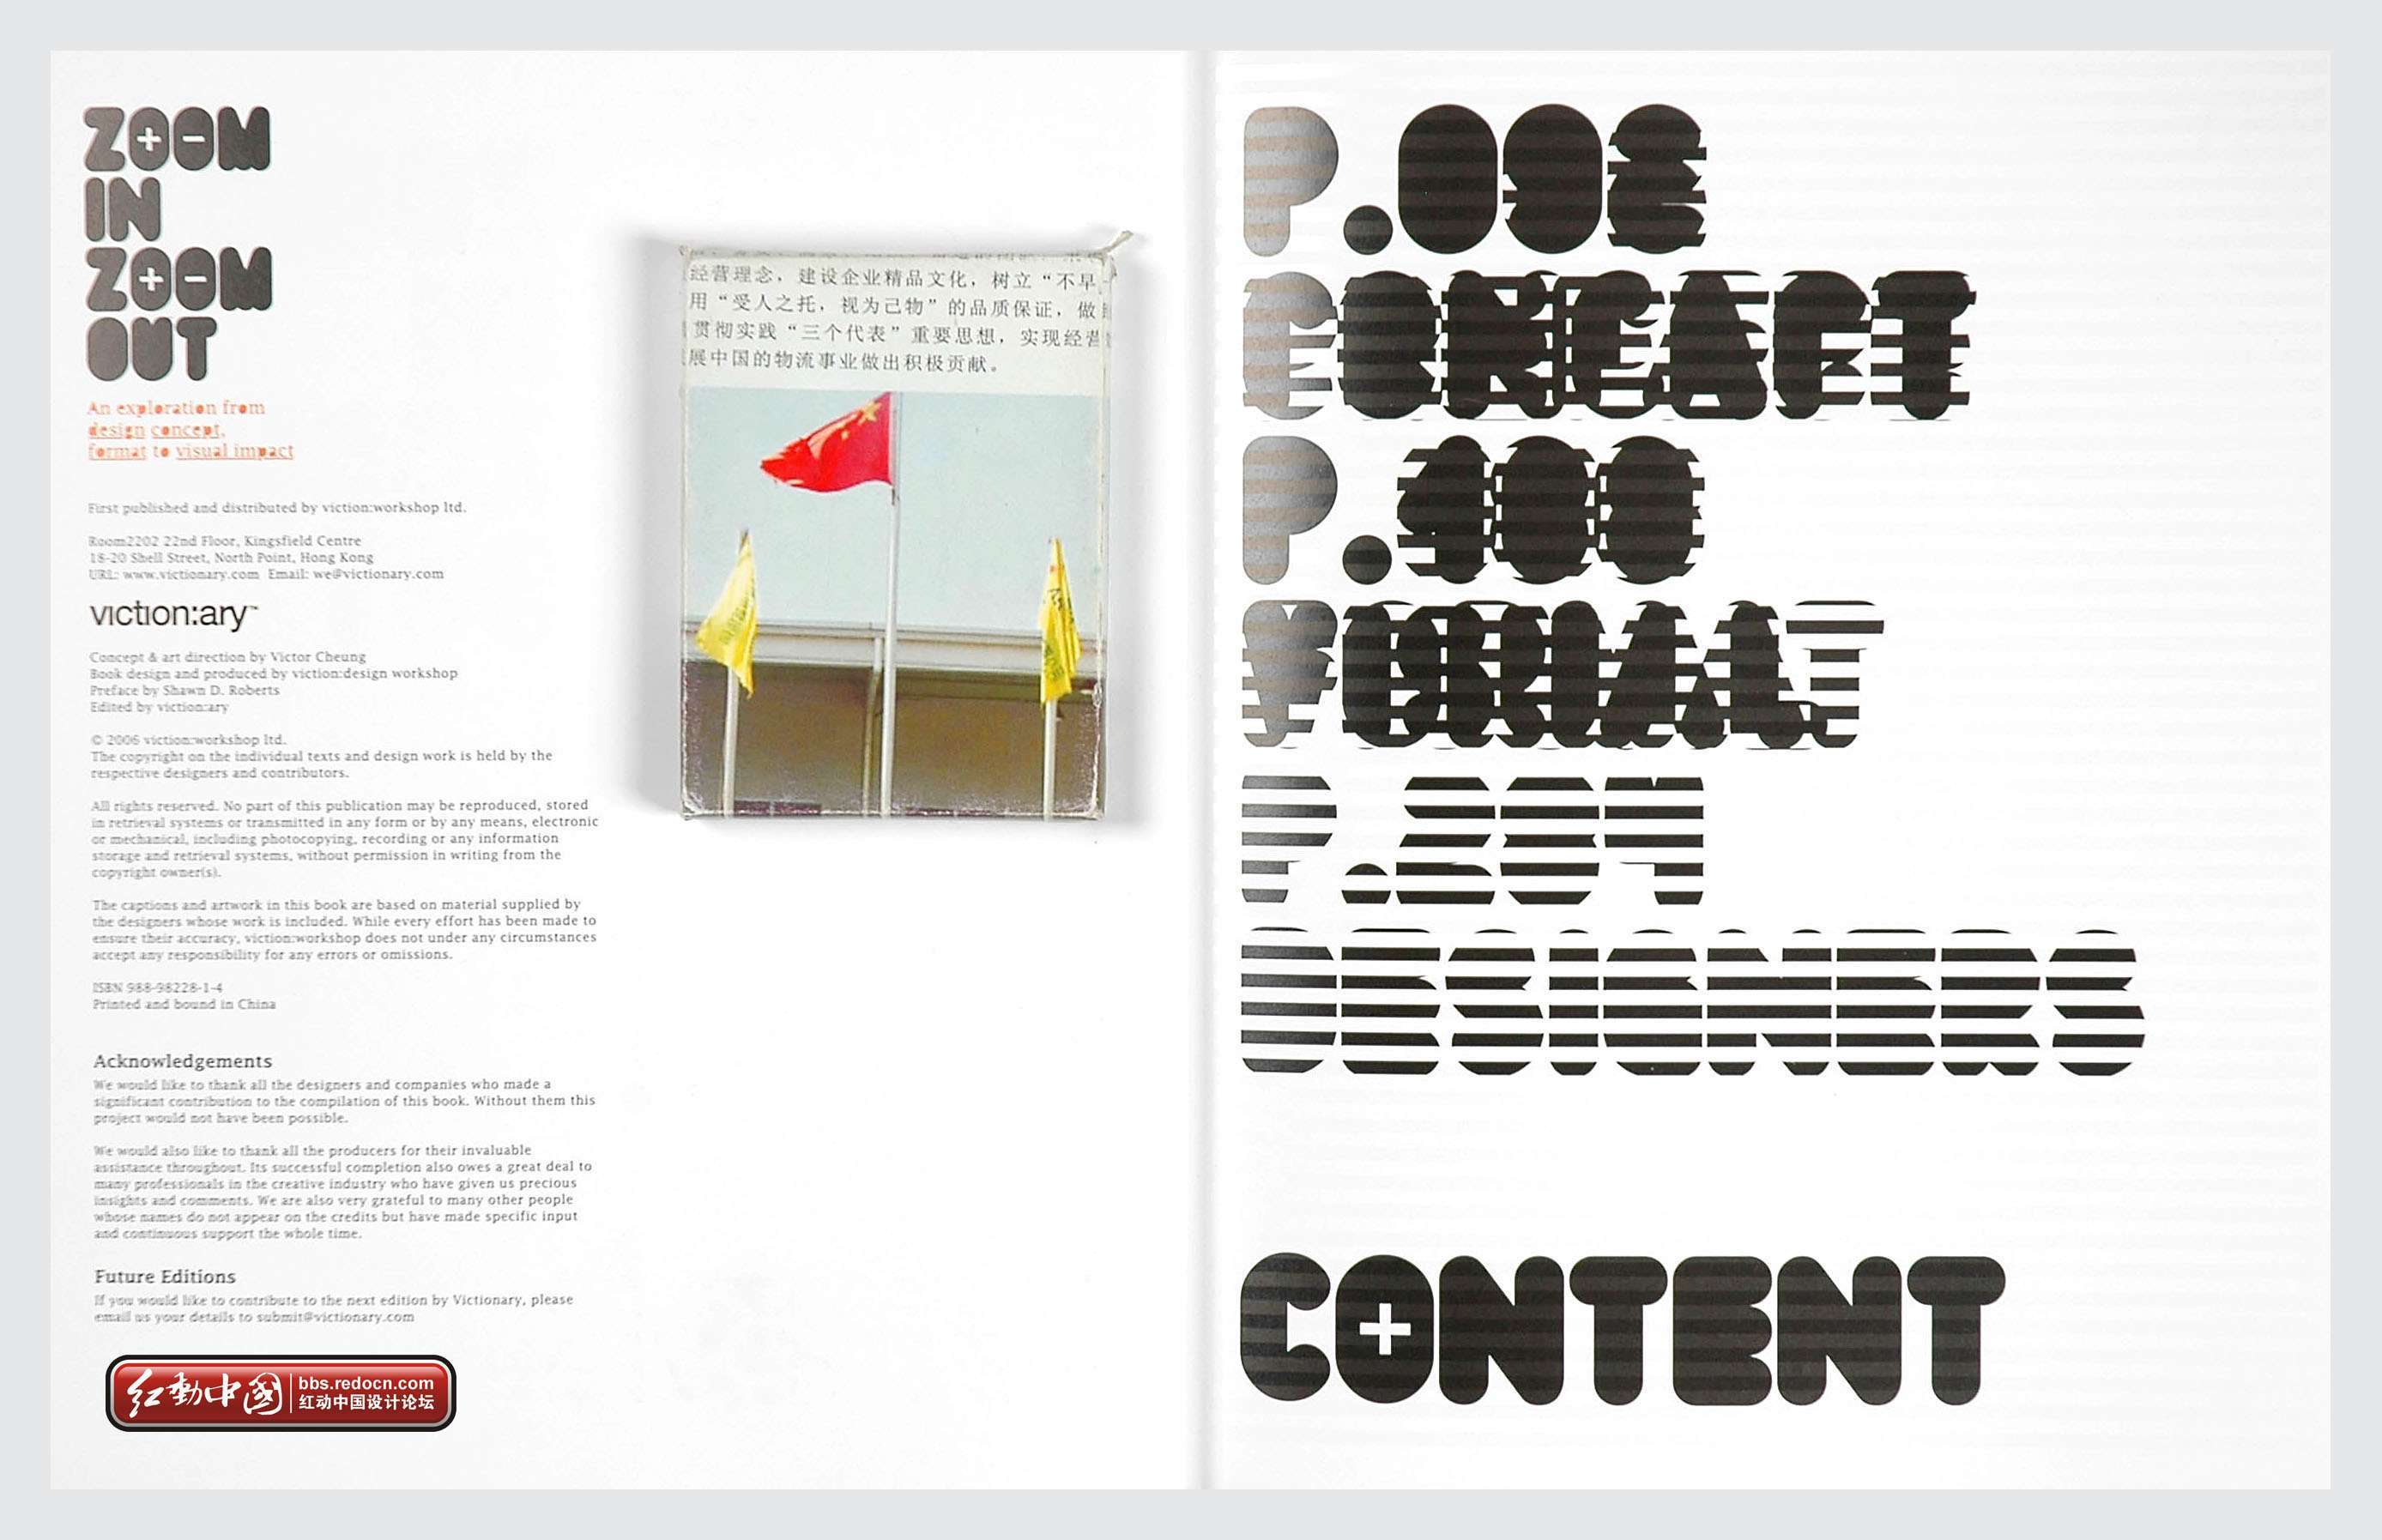 ZOOM
IN
ZOOM
OUT
An exploration from
design concept,
format to visual impact
First published and distributed by viction:workshop ltd.
Room2202 22nd Floor, Kingsfield Centre
18-20 Shell Street, North Point, Hong Kong
URL: www.victionary.com Email: we@victionary.com
viction:ary™
Concept & art direction by Victor Cheung
Book design and produced by viction:design workshop
Preface by Shawn D. Roberts
Edited by viction:ary
© 2006 viction:workshop ltd.
The copyright on the individual texts and design work is held by the
respective designers and contributors.
All rights reserved. No part of this publication may be reproduced, stored
in retrieval systems or transmitted in any form or by any means, electronic
or mechanical, including photocopying, recording or any information
storage and retrieval systems, without permission in writing from the
copyright owner(s).
The captions and artwork in this book are based on material supplied by
the designers whose work is included. While every effort has been made to
ensure their accuracy, viction:workshop does not under any circumstances
accept any responsibility for any errors or omissions.
ISBN 988-98228-1-4
Printed and bound in China
Acknowledgements
We would like to thank all the designers and companies who made a
significant contribution to the compilation of this book. Without them this
project would not have been possible.
We would also like to thank all the producers for their invaluable
assistance throughout. Its successful completion also owes a great deal to
many professionals in the creative industry who have given us precious
insights and comments. We are also very grateful to many other people
whose names do not appear on the credits but have made specific input
and continuous support the whole time.
Future Editions
If you would like to contribute to the next edition by Victionary, please
email us your details to submit@victionary.com
红動中國
bbs.redocn.com
红动中国设计论坛
经营理念，建设企业精品文化，树立“不早
用“受人之托，视为己物”的品质保证，做
贯彻实践“三个代表”重要思想，实现经营
展中国的物流事业做出积极贡献。
P.
P.
P.
DESIGNERS
CONTENT